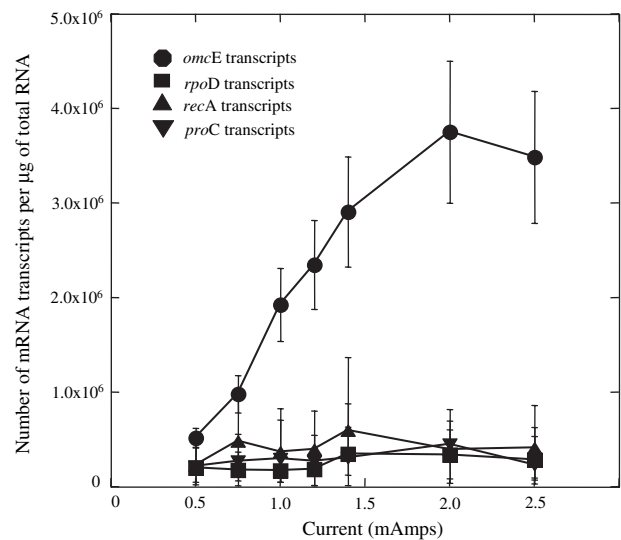 5.0x10⁶
4.0x10⁶
3.0x10⁶
2.0x10⁶
1.0x10⁶
0
Number of mRNA transcripts per µg of total RNA
omcE transcripts
rpoD transcripts
recA transcripts
proC transcripts
0 0.5 1.0 1.5 2.0 2.5
Current (mAmps)